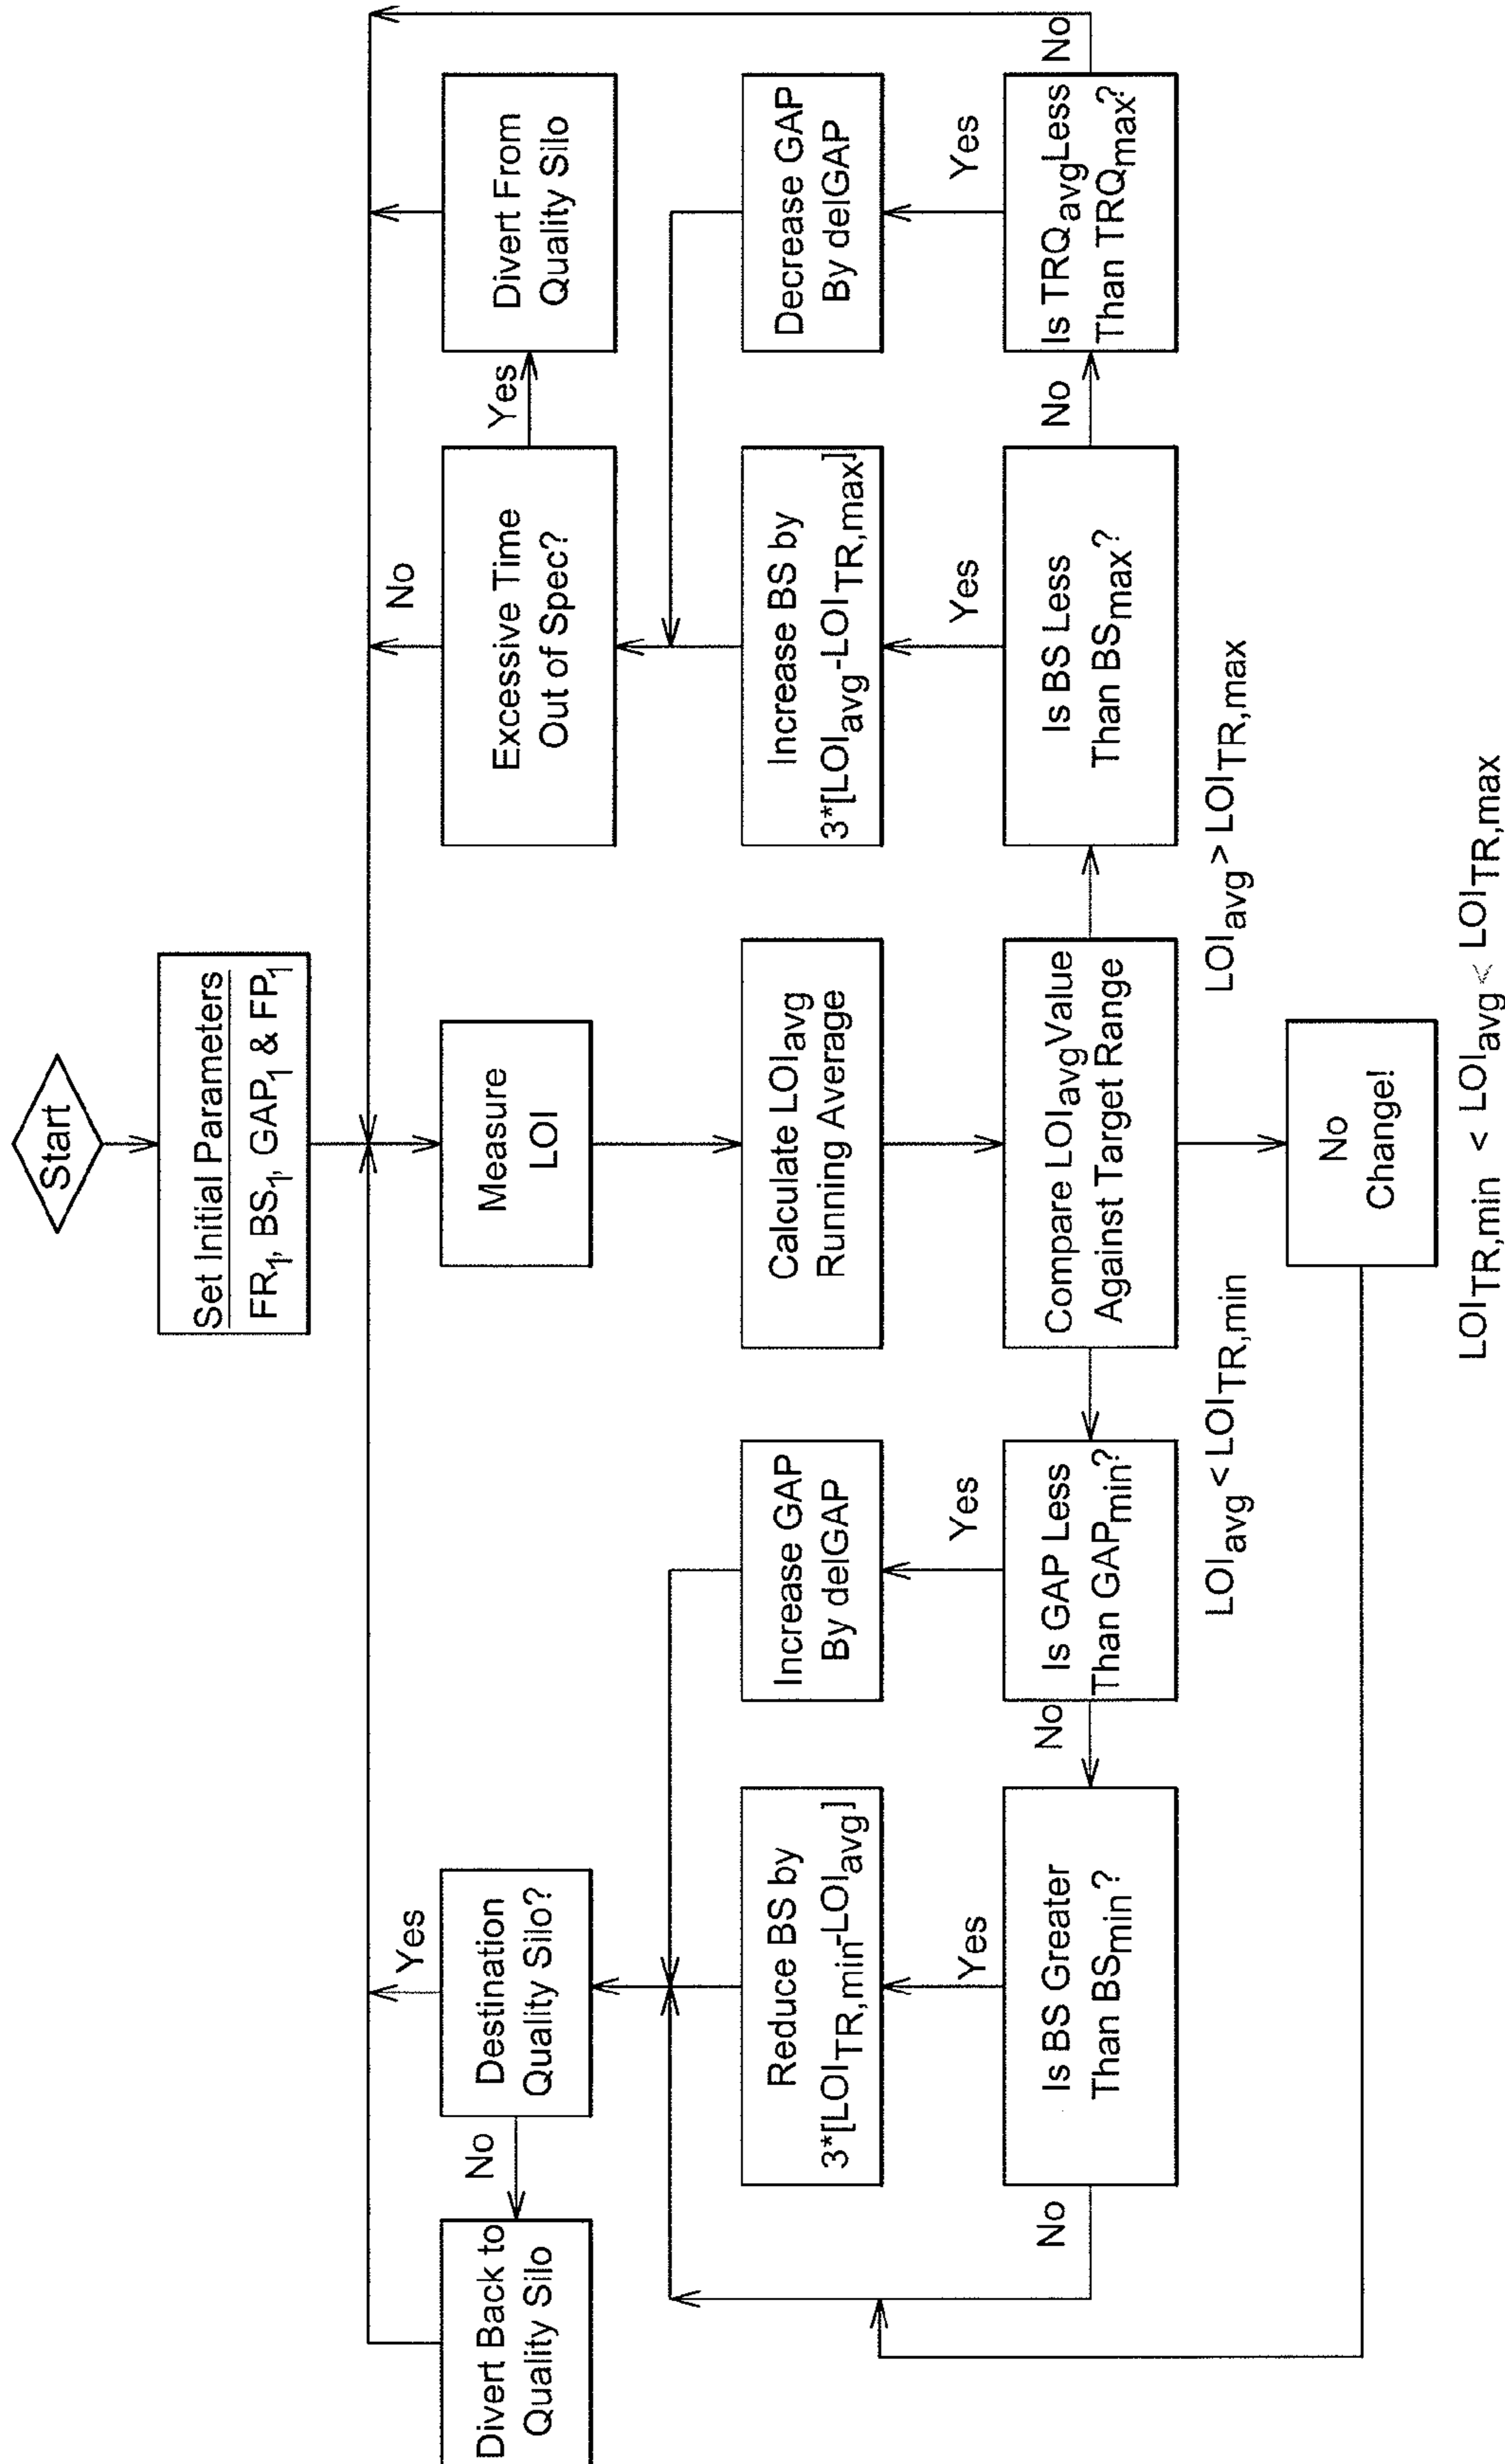 Start
Set Initial Parameters
FR1, BS1, GAP1 & FP1
Measure
LOI
Calculate LOIavg
Running Average
Compare LOIavg Value
Against Target Range
No
Change!
LOITR,min < LOIavg < LOITR,max
LOIavg < LOITR,min
Is GAP Less
Than GAPmin?
Yes
Increase GAP
By delGAP
No
Is BS Greater
Than BSmin?
Yes
Reduce BS by
3*[LOITR,min-LOIavg]
No
Destination
Quality Silo?
Yes
No
Divert Back to
Quality Silo
LOIavg > LOITR,max
Is BS Less
Than BSmax?
Yes
Increase BS by
3*[LOIavg-LOITR,max]
Excessive Time
Out of Spec?
No
Yes
Divert From
Quality Silo
No
Is TRQavg Less
Than TRQmax?
Yes
Decrease GAP
By delGAP
No